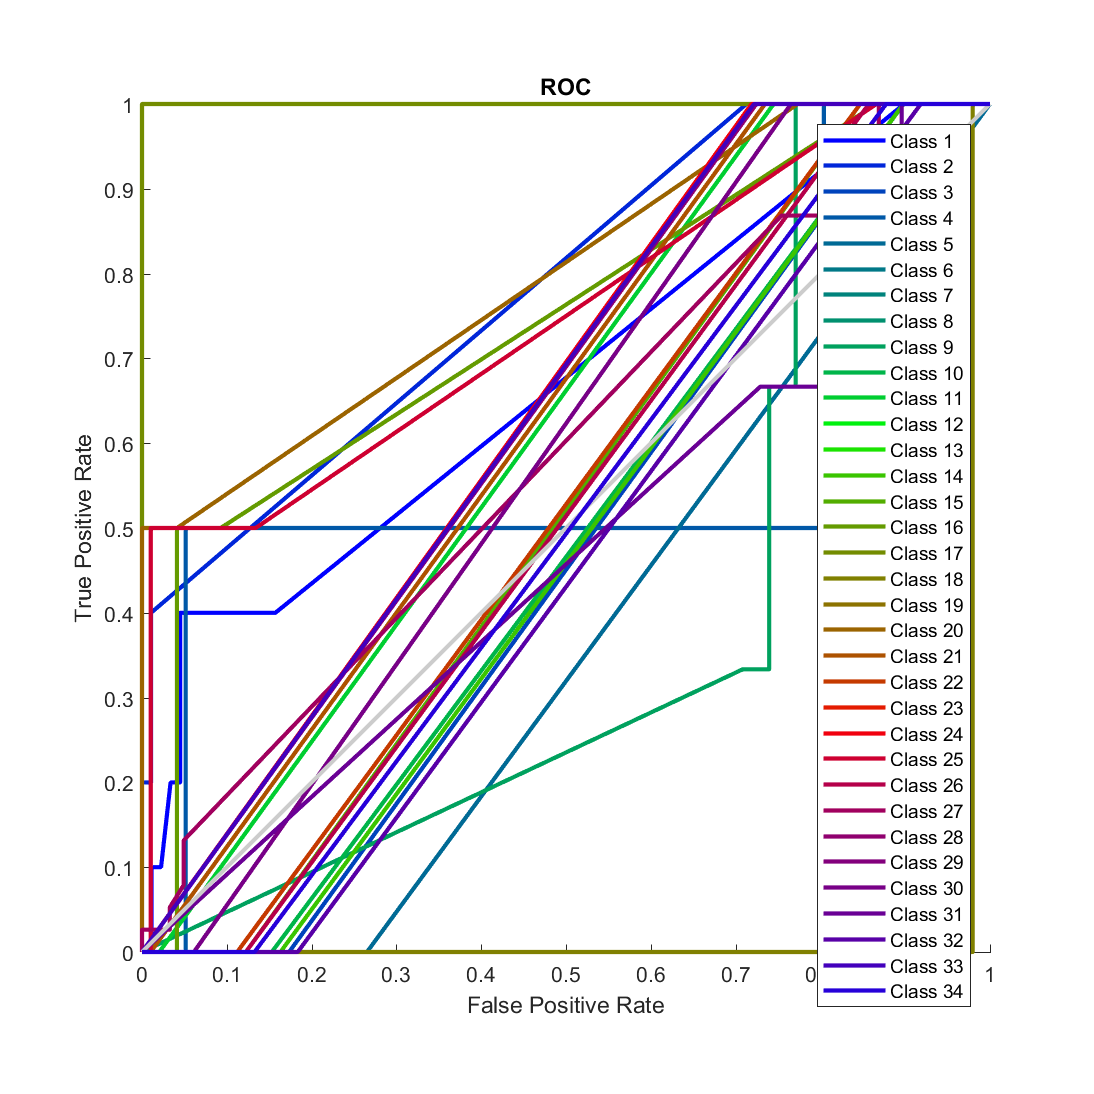 ROC
1
0.9
0.8
0.7
0.6
0.5
0.4
0.3
0.2
0.1
0
True Positive Rate
0 0.1 0.2 0.3 0.4 0.5 0.6 0.7 1
False Positive Rate
Class 1
Class 2
Class 3
Class 4
Class 5
Class 6
Class 7
Class 8
Class 9
Class 10
Class 11
Class 12
Class 13
Class 14
Class 15
Class 16
Class 17
Class 18
Class 19
Class 20
Class 21
Class 22
Class 23
Class 24
Class 25
Class 26
Class 27
Class 28
Class 29
Class 30
Class 31
Class 32
Class 33
Class 34